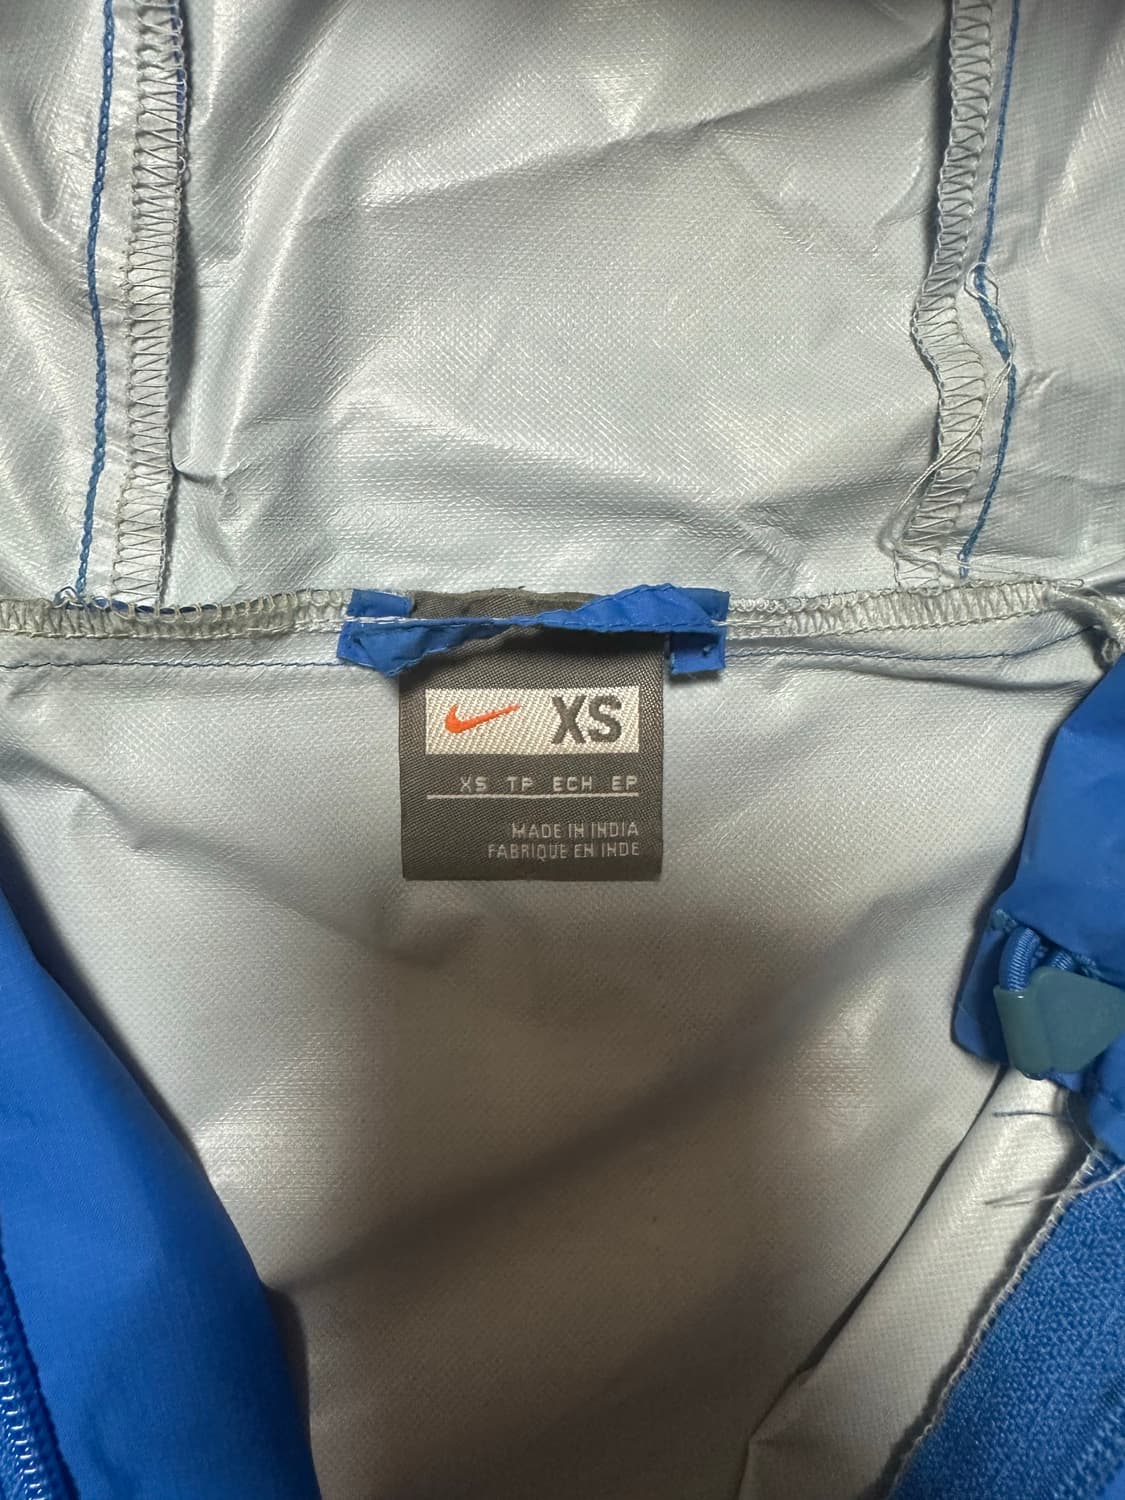 XS
XS TP ECH EP
MADE IN INDIA
FABRIQUE EN INDE